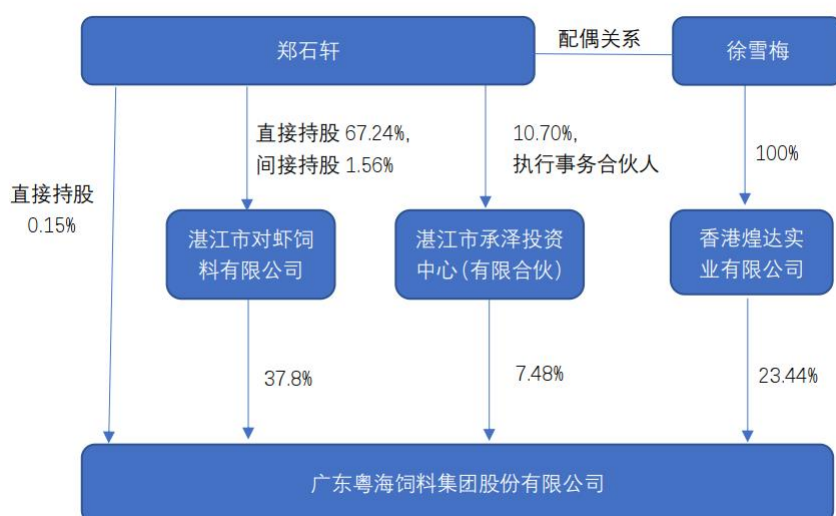 郑石轩
配偶关系
徐雪梅
直接持股 67.24%,
间接持股 1.56%
10.70%,
执行事务合伙人
100%
直接持股
0.15%
湛江市对虾饲
料有限公司
湛江市承泽投资
中心(有限合伙)
香港煌达实
业有限公司
37.8%
7.48%
23.44%
广东粤海饲料集团股份有限公司